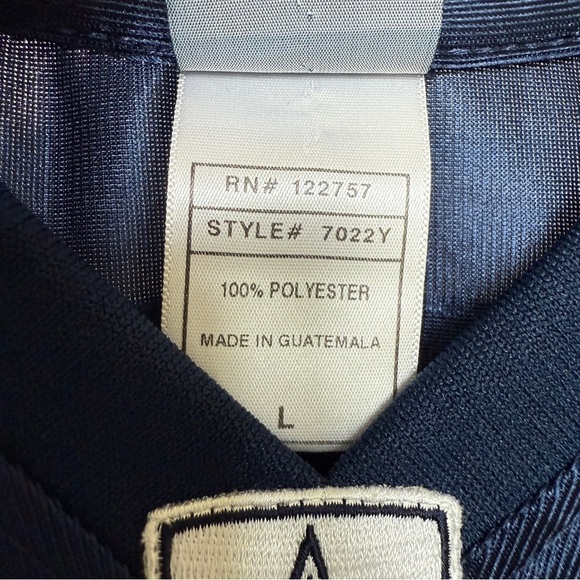 RN# 122757
STYLE# 7022Y
100% POLYESTER
MADE IN GUATEMALA
L